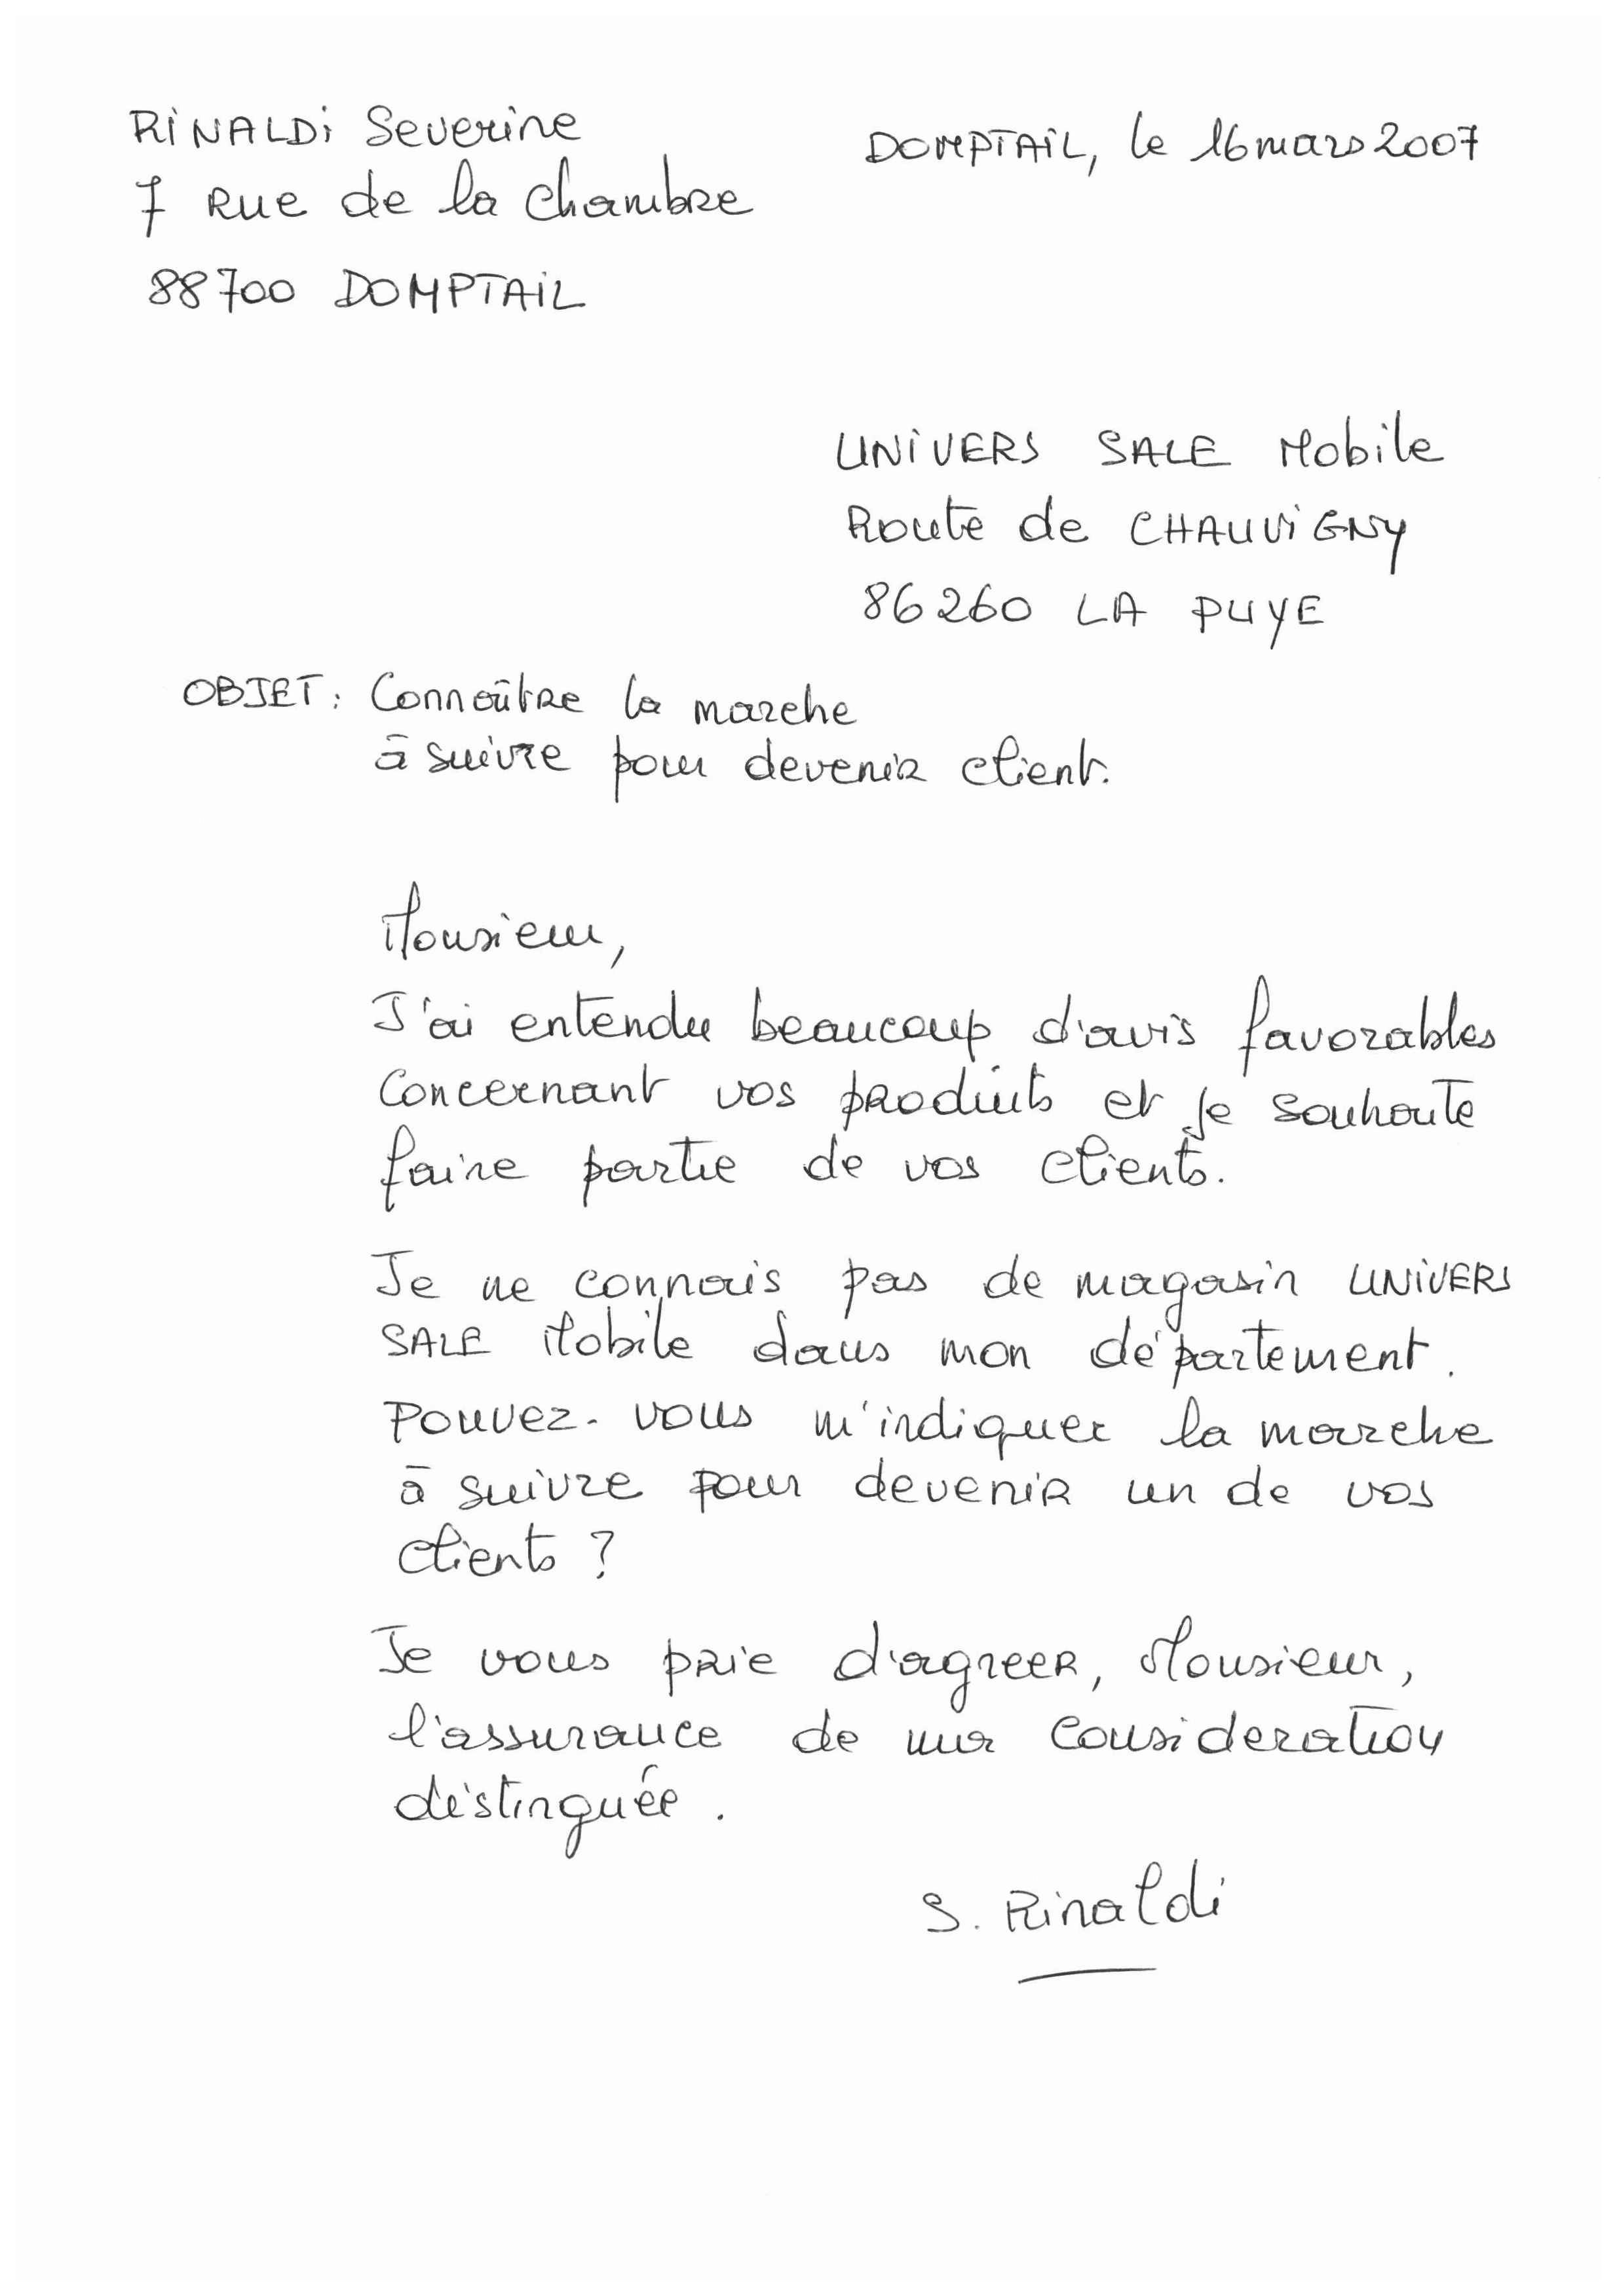 RINALDI Severine
7 Rue de la chambre
88700 DOMPTAIL
DOMPTAIL, le 16 mars 2007
UNIVERS SALE Mobile
Route de CHAUVIGNY
86260 LA PUYE
OBJET : Connaître la marche
à suivre pour devenir client.
Monsieur,
J'ai entendu beaucoup d'avis favorables
concernant vos produits et je souhaite
faire partie de vos clients.
Je ne connais pas de magasin UNIVERS
SALE Mobile dans mon département.
Pouvez-vous m'indiquer la marche
à suivre pour devenir un de vos
clients ?
Je vous prie d'agreer, Monsieur,
l'assurance de ma consideration
distinguée.
S. Rinaldi